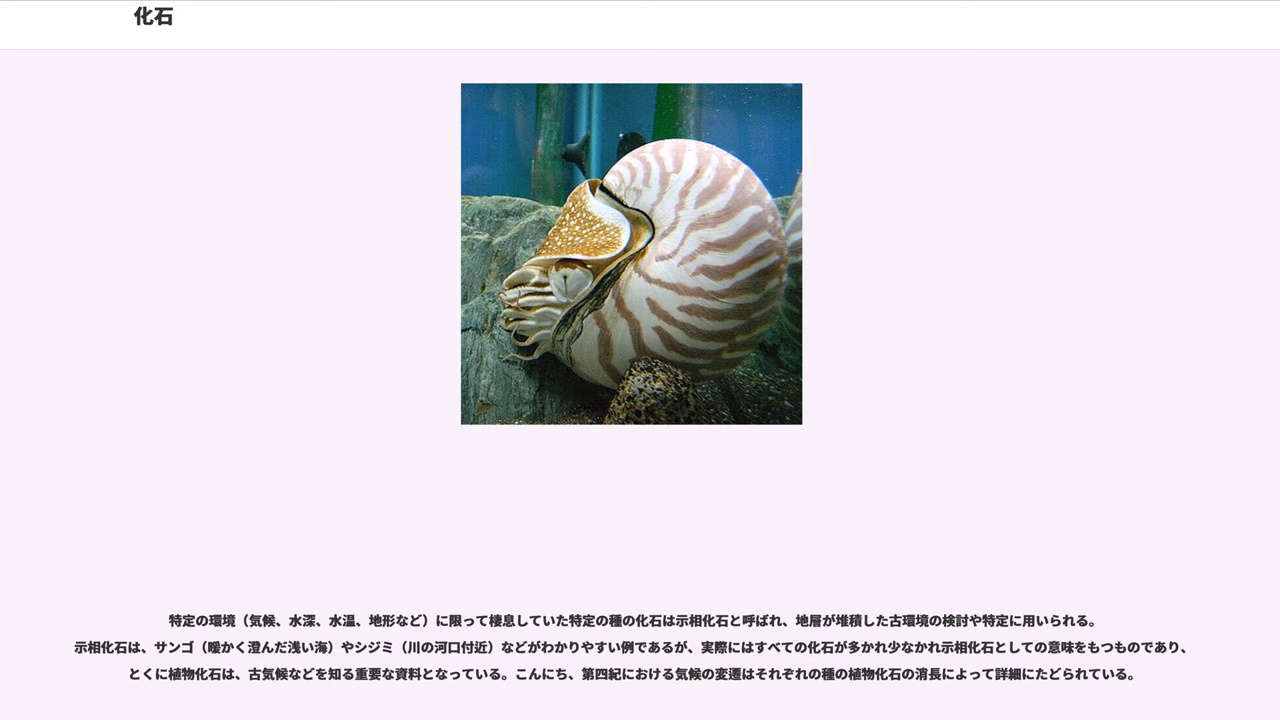 化石
特定の環境（気候、水深、水温、地形など）に限って棲息していた特定の種の化石は示相化石と呼ばれ、地層が堆積した古環境の検討や特定に用いられる。
示相化石は、サンゴ（暖かく澄んだ浅い海）やシジミ（川の河口付近）などがわかりやすい例であるが、実際にはすべての化石が多かれ少なかれ示相化石としての意味をもつものであり、
とくに植物化石は、古気候などを知る重要な資料となっている。こんにち、第四紀における気候の変遷はそれぞれの種の植物化石の消長によって詳細にたどられている。